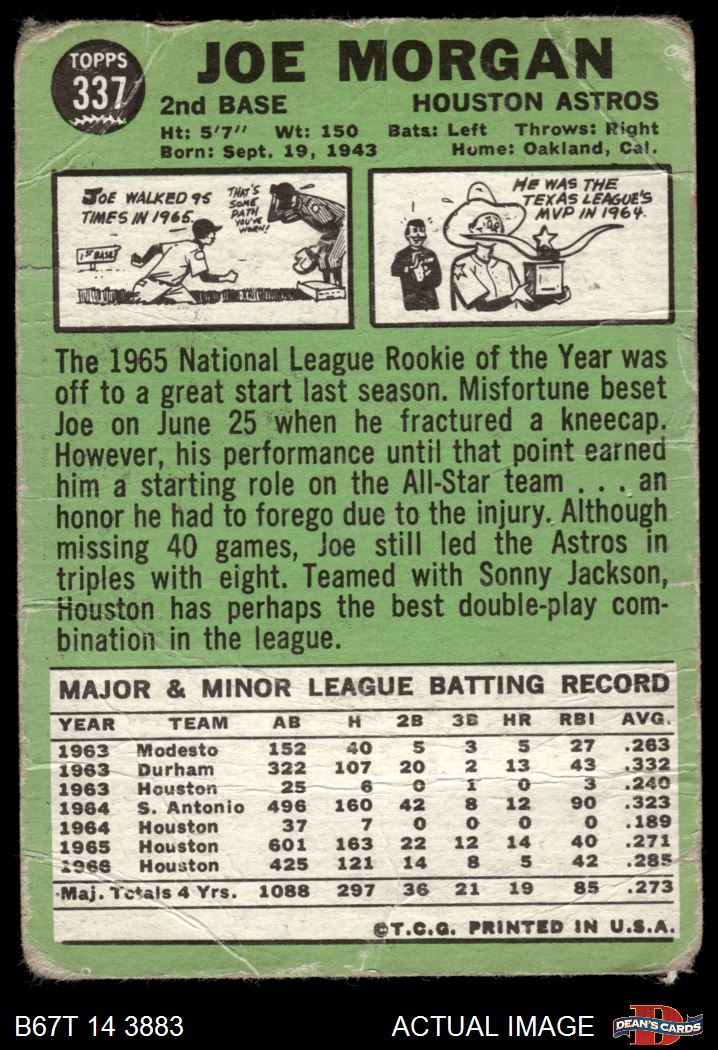 TOPPS
337
JOE MORGAN
2nd BASE HOUSTON ASTROS
Ht: 5'7" Wt: 150 Bats: Left Throws: Right
Born: Sept. 19, 1943 Home: Oakland, Cal.
JOE WALKED 95
TIMES IN 1965.
THAT'S
SOME
PATH
YOU'VE
WORN!
1ST BASE
HE WAS THE
TEXAS LEAGUE'S
MVP IN 1964.
The 1965 National League Rookie of the Year was
off to a great start last season. Misfortune beset
Joe on June 25 when he fractured a kneecap.
However, his performance until that point earned
him a starting role on the All-Star team . . . an
honor he had to forego due to the injury. Although
missing 40 games, Joe still led the Astros in
triples with eight. Teamed with Sonny Jackson,
Houston has perhaps the best double-play com-
bination in the league.
MAJOR & MINOR LEAGUE BATTING RECORD
YEAR TEAM AB H 2B 3B HR RBI AVG.
1963 Modesto 152 40 5 3 5 27 .263
1963 Durham 322 107 20 2 13 43 .332
1963 Houston 25 6 0 1 0 3 .240
1964 S. Antonio 496 160 42 8 12 90 .323
1964 Houston 37 7 0 0 0 0 .189
1965 Houston 601 163 22 12 14 40 .271
1966 Houston 425 121 14 8 5 42 .285
Maj. Totals 4 Yrs. 1088 297 36 21 19 85 .273
©T.C.G. PRINTED IN U.S.A.
B67T 14 3883 ACTUAL IMAGE
DEAN'S CARDS